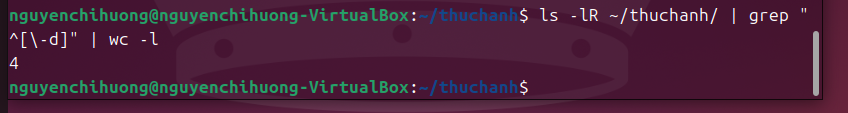 nguyenchihuong@nguyenchihuong-VirtualBox:~/thuchanh$ ls -lR ~/thuchanh/ | grep "
^[\-d]" | wc -l
4
nguyenchihuong@nguyenchihuong-VirtualBox:~/thuchanh$